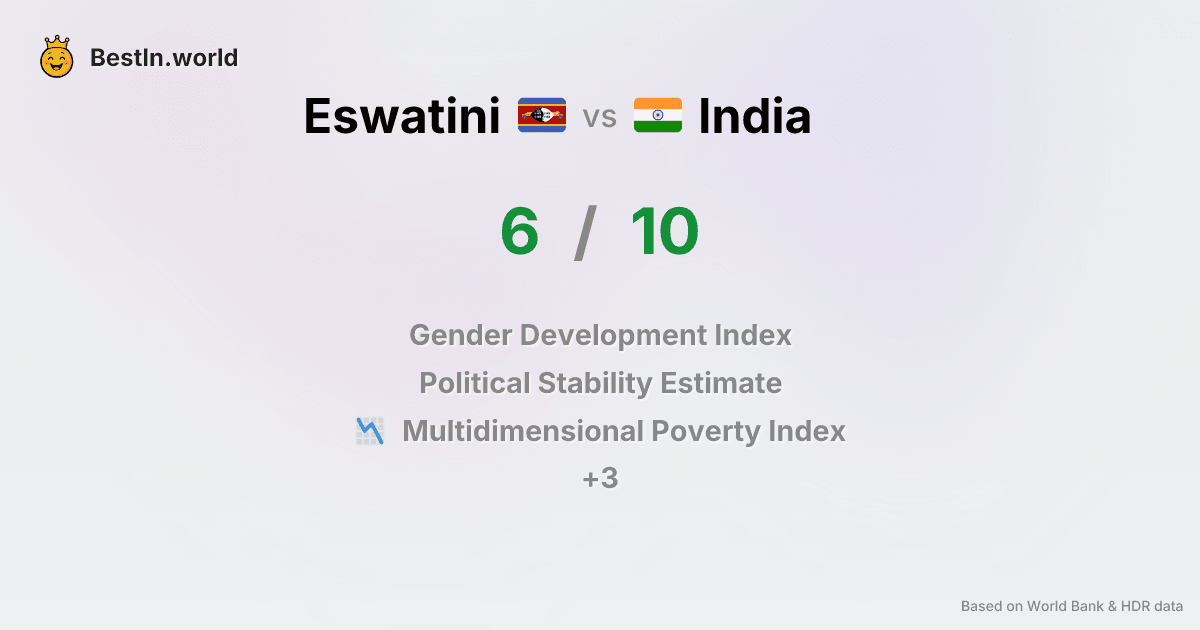 BestIn.world
Eswatini vs India
6 / 10
Gender Development Index
Political Stability Estimate
Multidimensional Poverty Index
+3
Based on World Bank & HDR data